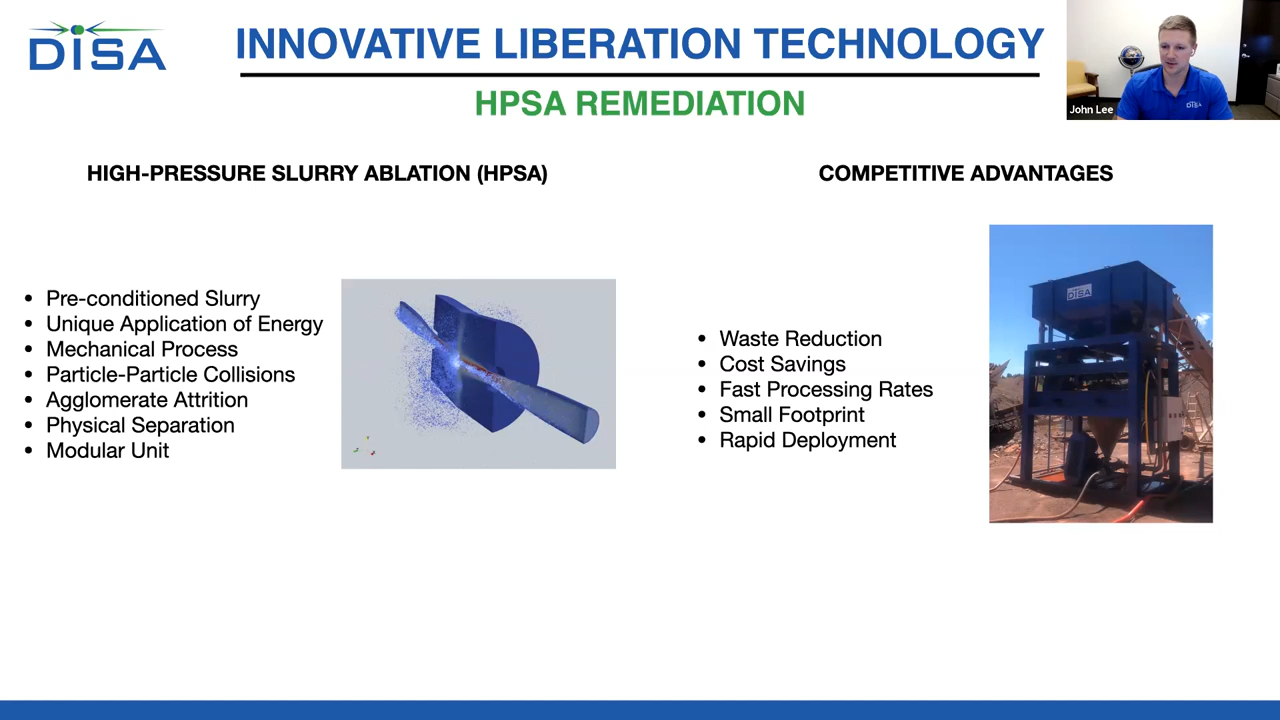 DISA
INNOVATIVE LIBERATION TECHNOLOGY
HPSA REMEDIATION
John Lee
DISA
HIGH-PRESSURE SLURRY ABLATION (HPSA)
• Pre-conditioned Slurry
• Unique Application of Energy
• Mechanical Process
• Particle-Particle Collisions
• Agglomerate Attrition
• Physical Separation
• Modular Unit
COMPETITIVE ADVANTAGES
• Waste Reduction
• Cost Savings
• Fast Processing Rates
• Small Footprint
• Rapid Deployment
DISA